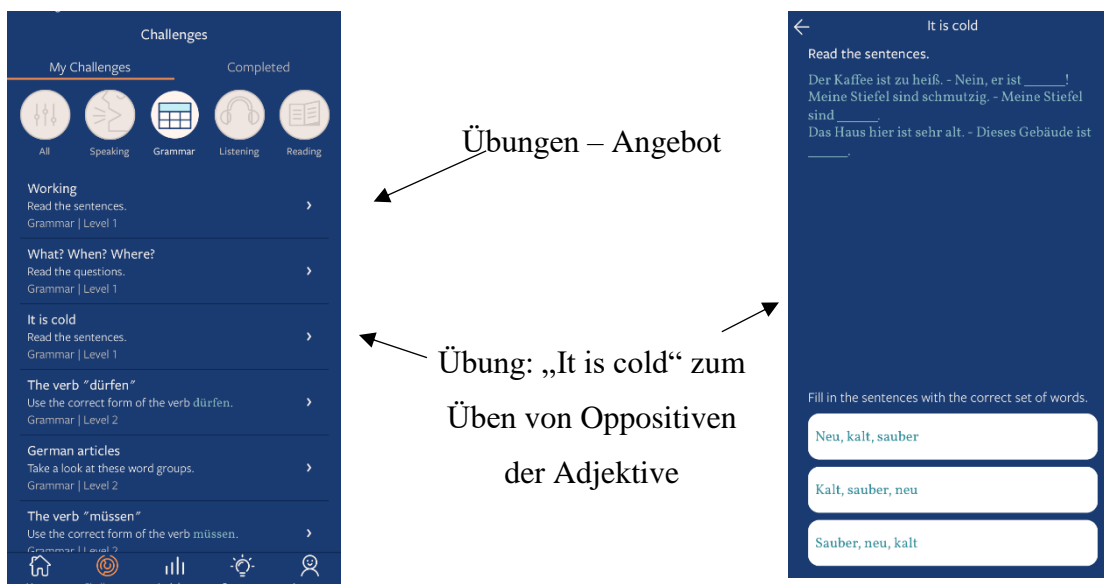 Challenges
My Challenges
Completed
All
Speaking
Grammar
Listening
Reading
Working
Read the sentences.
Grammar | Level 1
What? When? Where?
Read the questions.
Grammar | Level 1
It is cold
Read the sentences.
Grammar | Level 1
The verb "dürfen"
Use the correct form of the verb dürfen.
Grammar | Level 2
German articles
Take a look at these word groups.
Grammar | Level 2
The verb "müssen"
Use the correct form of the verb müssen.
Grammar | Level 2
Übungen – Angebot
Übung: „It is cold“ zum
Üben von Oppositiven
der Adjektive
It is cold
Read the sentences.
Der Kaffee ist zu heiß. - Nein, er ist _____!
Meine Stiefel sind schmutzig. - Meine Stiefel
sind _____.
Das Haus hier ist sehr alt. - Dieses Gebäude ist
_____.
Fill in the sentences with the correct set of words.
Neu, kalt, sauber
Kalt, sauber, neu
Sauber, neu, kalt